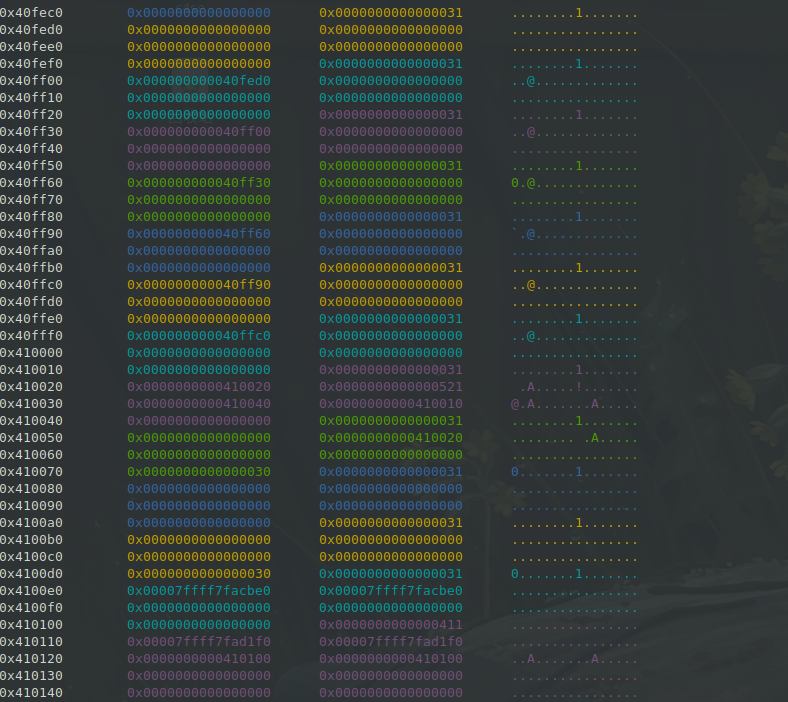 0x40fec0 0x0000000000000000 0x0000000000000031 ........1.......
0x40fed0 0x0000000000000000 0x0000000000000000 ................
0x40fee0 0x0000000000000000 0x0000000000000000 ................
0x40fef0 0x0000000000000000 0x0000000000000031 ........1.......
0x40ff00 0x000000000040fed0 0x0000000000000000 ..@.............
0x40ff10 0x0000000000000000 0x0000000000000000 ................
0x40ff20 0x0000000000000000 0x0000000000000031 ........1.......
0x40ff30 0x000000000040ff00 0x0000000000000000 ..@.............
0x40ff40 0x0000000000000000 0x0000000000000000 ................
0x40ff50 0x0000000000000000 0x0000000000000031 ........1.......
0x40ff60 0x000000000040ff30 0x0000000000000000 0.@.............
0x40ff70 0x0000000000000000 0x0000000000000000 ................
0x40ff80 0x0000000000000000 0x0000000000000031 ........1.......
0x40ff90 0x000000000040ff60 0x0000000000000000 `.@.............
0x40ffa0 0x0000000000000000 0x0000000000000000 ................
0x40ffb0 0x0000000000000000 0x0000000000000031 ........1.......
0x40ffc0 0x000000000040ff90 0x0000000000000000 ..@.............
0x40ffd0 0x0000000000000000 0x0000000000000000 ................
0x40ffe0 0x0000000000000000 0x0000000000000031 ........1.......
0x40fff0 0x000000000040ffc0 0x0000000000000000 ..@.............
0x410000 0x0000000000000000 0x0000000000000000 ................
0x410010 0x0000000000000000 0x0000000000000031 ........1.......
0x410020 0x0000000000410020 0x0000000000000521  .A.....!.......
0x410030 0x0000000000410040 0x0000000000410010 @.A.......A.....
0x410040 0x0000000000000000 0x0000000000000031 ........1.......
0x410050 0x0000000000000000 0x0000000000410020 ........ .A.....
0x410060 0x0000000000000000 0x0000000000000000 ................
0x410070 0x0000000000000030 0x0000000000000031 0.......1.......
0x410080 0x0000000000000000 0x0000000000000000 ................
0x410090 0x0000000000000000 0x0000000000000000 ................
0x4100a0 0x0000000000000000 0x0000000000000031 ........1.......
0x4100b0 0x0000000000000000 0x0000000000000000 ................
0x4100c0 0x0000000000000000 0x0000000000000000 ................
0x4100d0 0x0000000000000030 0x0000000000000031 0.......1.......
0x4100e0 0x00007ffff7facbe0 0x00007ffff7facbe0 ................
0x4100f0 0x0000000000000000 0x0000000000000000 ................
0x410100 0x0000000000000000 0x0000000000000411 ................
0x410110 0x00007ffff7fad1f0 0x00007ffff7fad1f0 ................
0x410120 0x0000000000410100 0x0000000000410100 ..A.......A.....
0x410130 0x0000000000000000 0x0000000000000000 ................
0x410140 0x0000000000000000 0x0000000000000000 ................